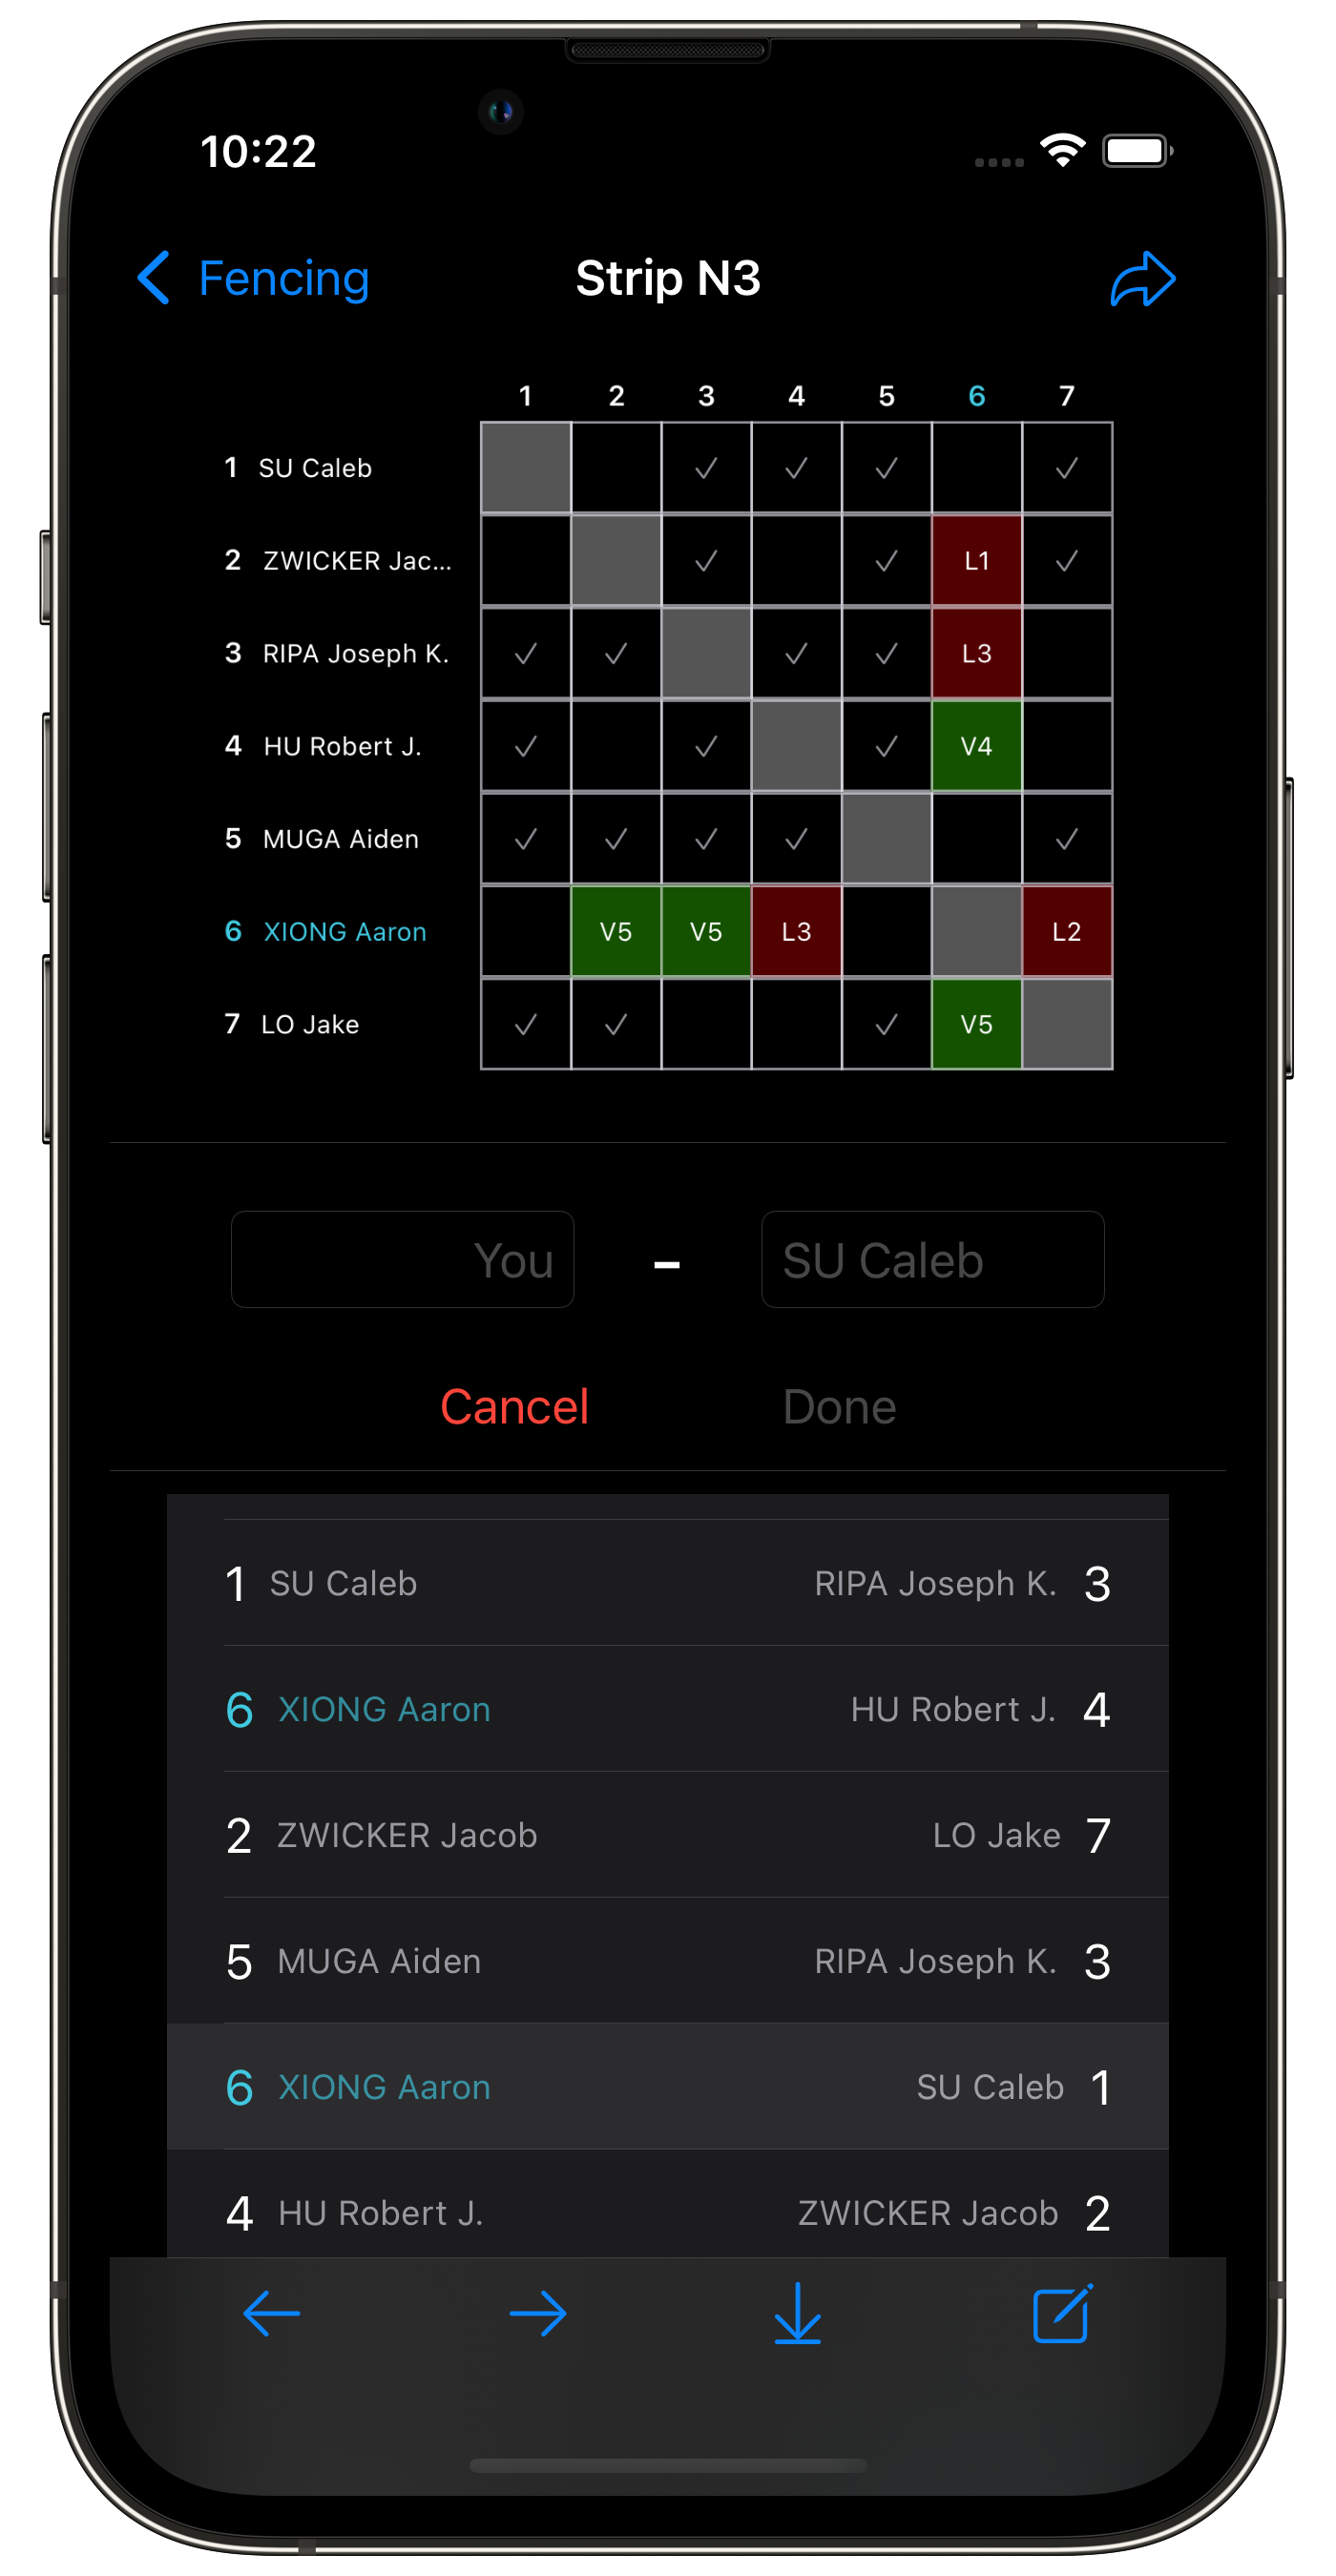 10:22
Fencing Strip N3
1 2 3 4 5 6 7
1 SU Caleb ✓ ✓ ✓ ✓
2 ZWICKER Jac... ✓ ✓ L1 ✓
3 RIPA Joseph K. ✓ ✓ ✓ ✓ L3
4 HU Robert J. ✓ ✓ ✓ V4
5 MUGA Aiden ✓ ✓ ✓ ✓ ✓
6 XIONG Aaron V5 V5 L3 L2
7 LO Jake ✓ ✓ ✓ V5
You – SU Caleb
Cancel Done
1 SU Caleb RIPA Joseph K. 3
6 XIONG Aaron HU Robert J. 4
2 ZWICKER Jacob LO Jake 7
5 MUGA Aiden RIPA Joseph K. 3
6 XIONG Aaron SU Caleb 1
4 HU Robert J. ZWICKER Jacob 2